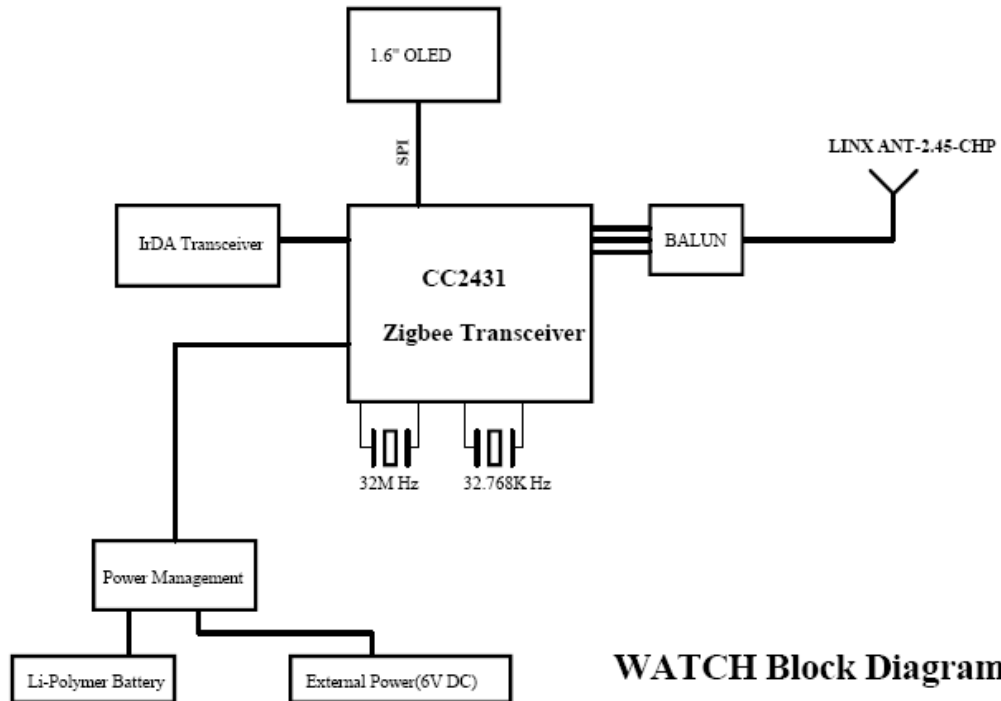 1.6" OLED
SPI
LINX ANT-2.45-CHP
IrDA Transceiver
BALUN
CC2431
Zigbee Transceiver
32M Hz
32.768K Hz
Power Management
Li-Polymer Battery
External Power(6V DC)
WATCH Block Diagram